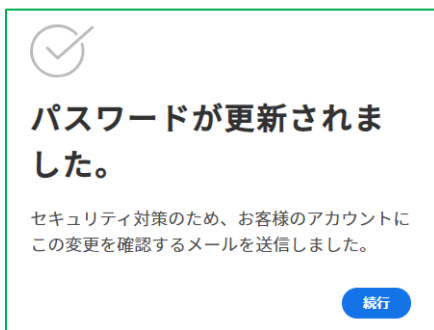 パスワードが更新されま
した。
セキュリティ対策のため、お客様のアカウントに
この変更を確認するメールを送信しました。
続行